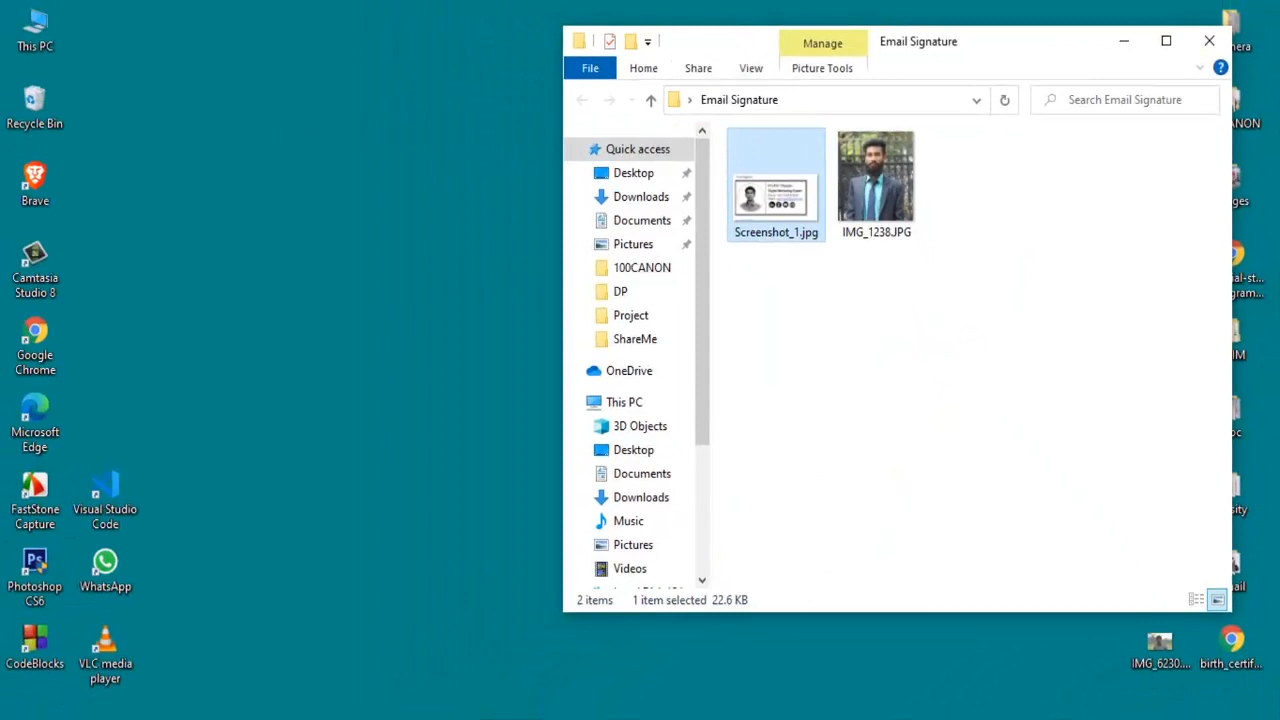 This PC
Recycle Bin
Brave
Camtasia
Studio 8
Google
Chrome
Microsoft
Edge
FastStone
Capture
Visual Studio
Code
Photoshop
CS6
WhatsApp
CodeBlocks
VLC media
player
Manage
Email Signature
File
Home
Share
View
Picture Tools
Email Signature
Search Email Signature
Quick access
Desktop
Downloads
Documents
Pictures
100CANON
DP
Project
ShareMe
OneDrive
This PC
3D Objects
Desktop
Documents
Downloads
Music
Pictures
Videos
Screenshot_1.jpg
IMG_1238.JPG
2 items
1 item selected 22.6 KB
IMG_6230....
birth_certif...